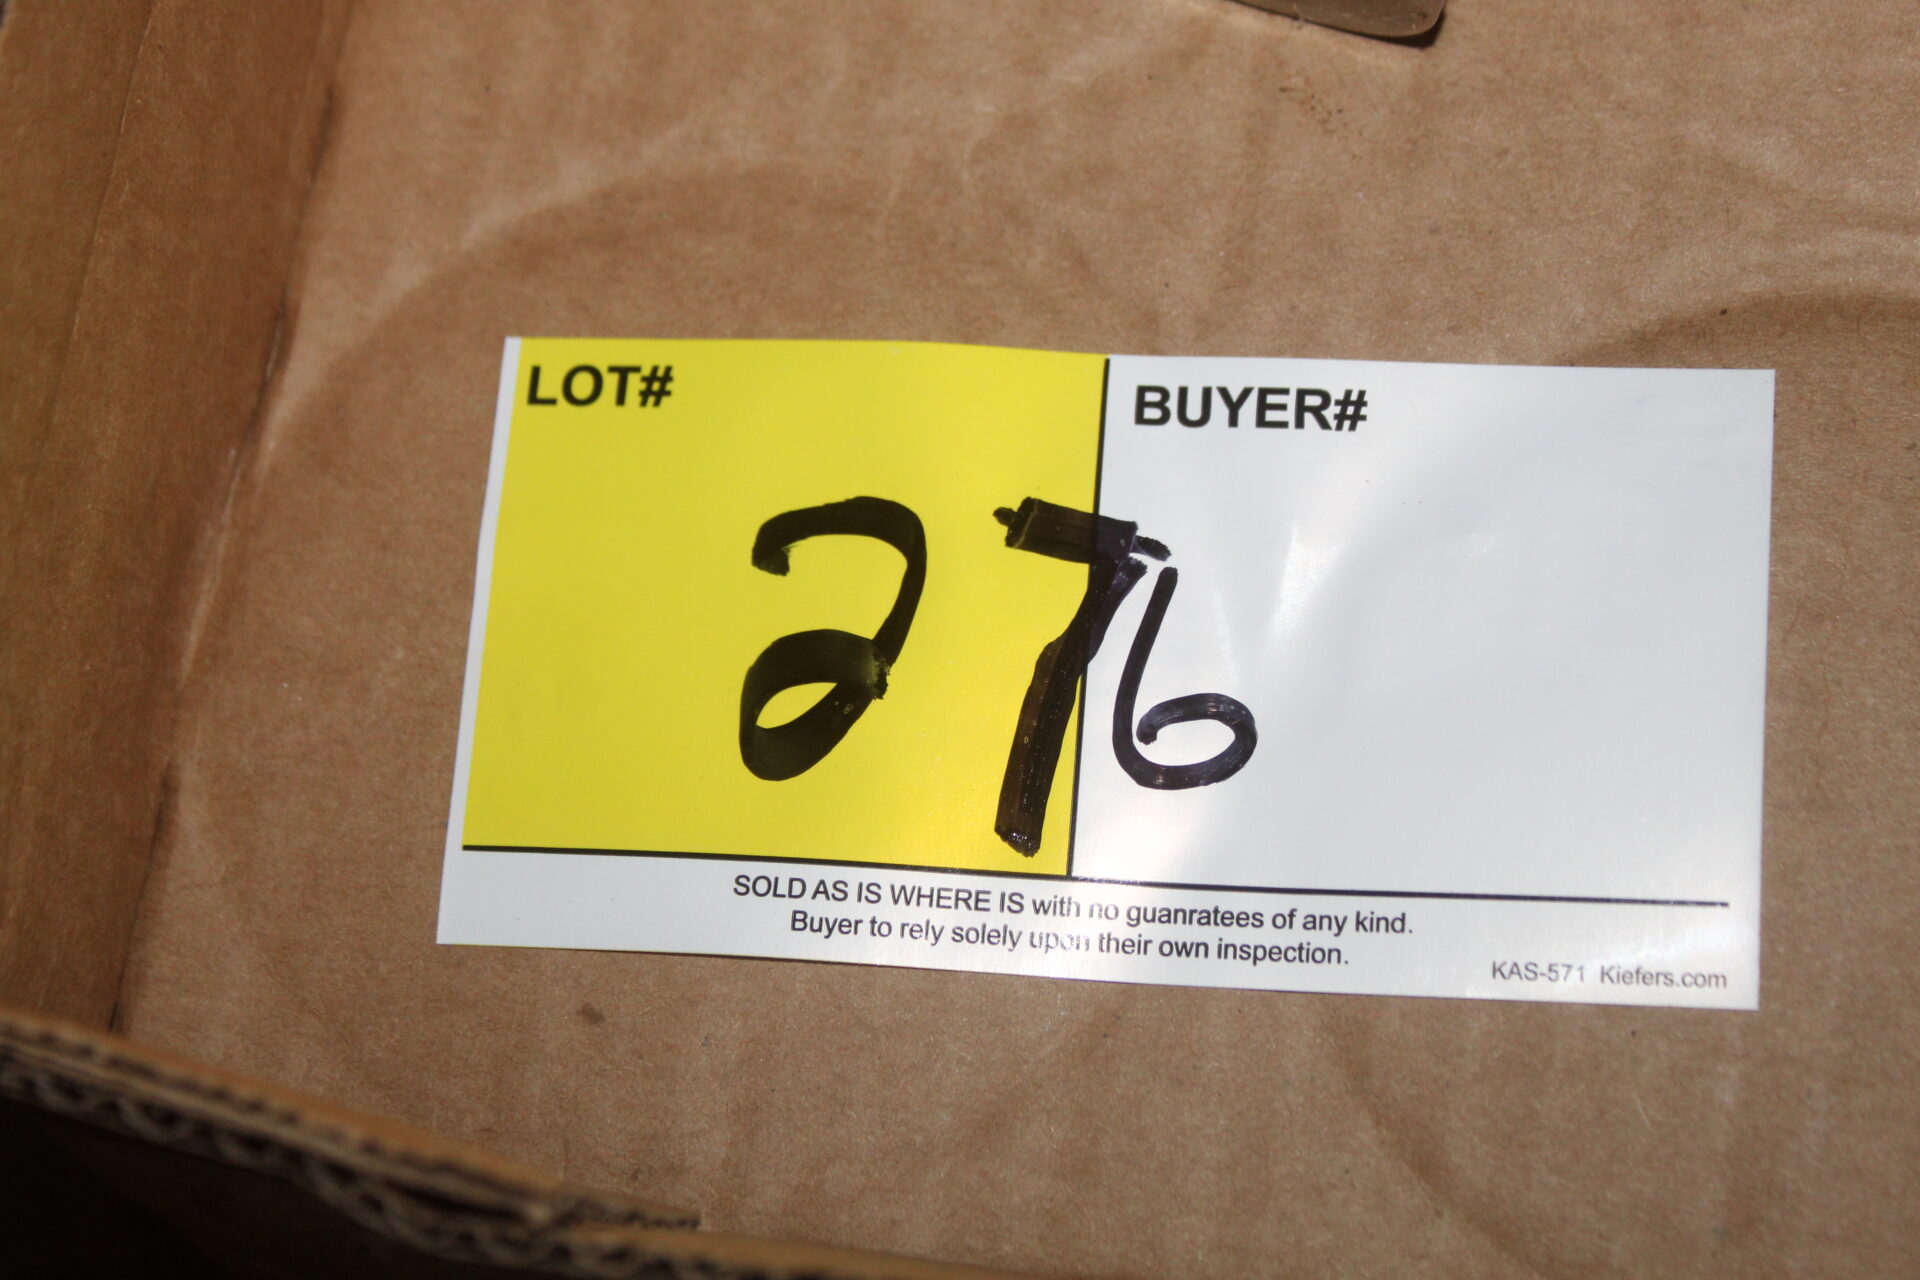 LOT# BUYER#
276
SOLD AS IS WHERE IS with no guanratees of any kind.
Buyer to rely solely upon their own inspection.
KAS-571 Kiefers.com